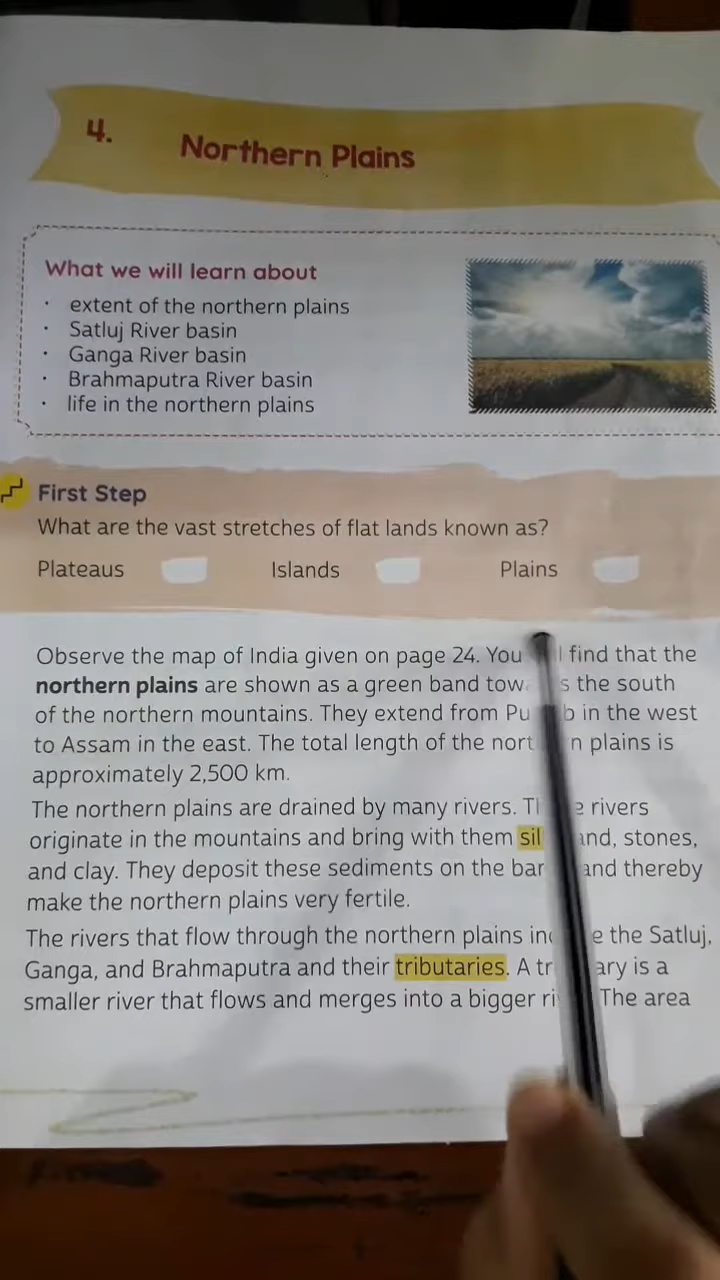 4. Northern Plains
What we will learn about
· extent of the northern plains
· Satluj River basin
· Ganga River basin
· Brahmaputra River basin
· life in the northern plains
First Step
What are the vast stretches of flat lands known as?
Plateaus Islands Plains
Observe the map of India given on page 24. You find that the
northern plains are shown as a green band the south
of the northern mountains. They extend from in the west
to Assam in the east. The total length of the plains is
approximately 2,500 km.
The northern plains are drained by many rivers. rivers
originate in the mountains and bring with them stones,
and clay. They deposit these sediments on the and thereby
make the northern plains very fertile.
The rivers that flow through the northern plains the Satluj,
Ganga, and Brahmaputra and their tributaries. A is a
smaller river that flows and merges into a bigger The area